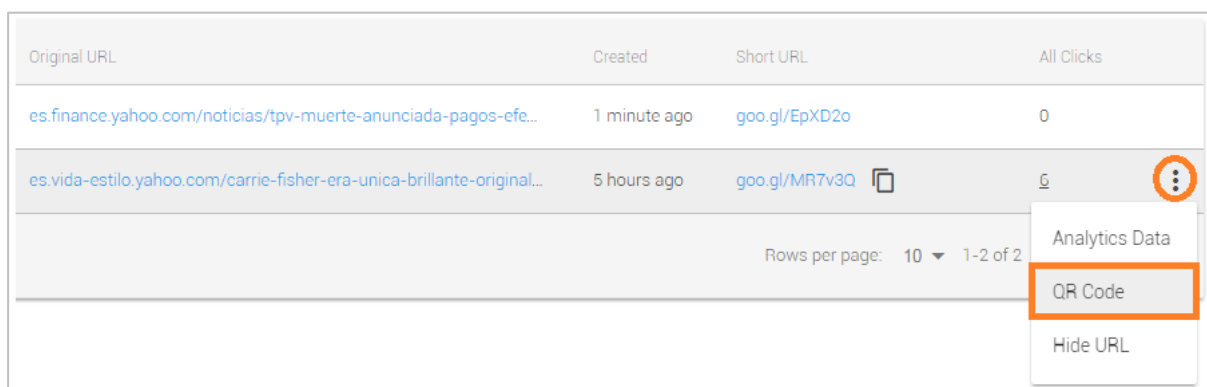 Original URL Created Short URL All Clicks
es.finance.yahoo.com/noticias/tpv-muerte-anunciada-pagos-efe... 1 minute ago goo.gl/EpXD2o 0
es.vida-estilo.yahoo.com/carrie-fisher-era-unica-brillante-original... 5 hours ago goo.gl/MR7v3Q 6
Rows per page: 10 1-2 of 2
Analytics Data
QR Code
Hide URL